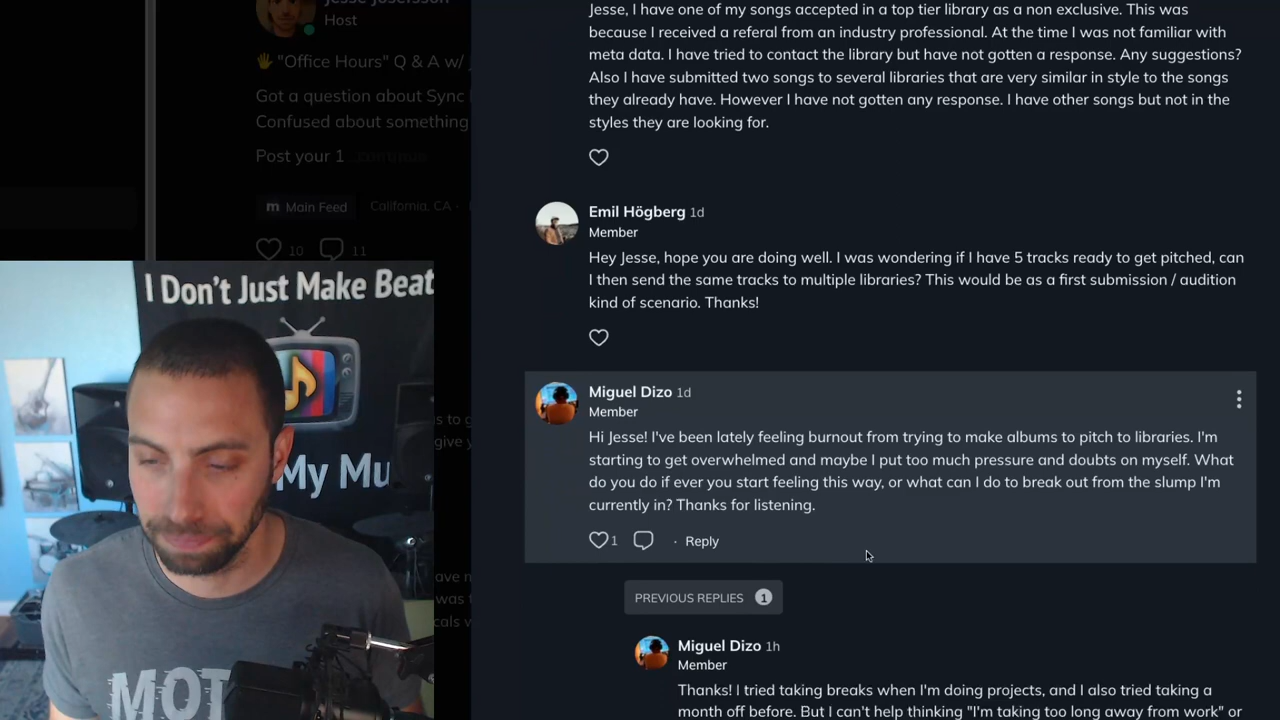 Jesse Josefsson
Host
🖐 "Office Hours" Q & A w/
Got a question about Sync
Confused about something
Post your 1 ...continue
m Main Feed
California, CA ·
10
11
Jesse, I have one of my songs accepted in a top tier library as a non exclusive. This was
because I received a referal from an industry professional. At the time I was not familiar with
meta data. I have tried to contact the library but have not gotten a response. Any suggestions?
Also I have submitted two songs to several libraries that are very similar in style to the songs
they already have. However I have not gotten any response. I have other songs but not in the
styles they are looking for.
Emil Högberg 1d
Member
Hey Jesse, hope you are doing well. I was wondering if I have 5 tracks ready to get pitched, can
I then send the same tracks to multiple libraries? This would be as a first submission / audition
kind of scenario. Thanks!
Miguel Dizo 1d
Member
Hi Jesse! I've been lately feeling burnout from trying to make albums to pitch to libraries. I'm
starting to get overwhelmed and maybe I put too much pressure and doubts on myself. What
do you do if ever you start feeling this way, or what can I do to break out from the slump I'm
currently in? Thanks for listening.
1 · Reply
PREVIOUS REPLIES 1
Miguel Dizo 1h
Member
Thanks! I tried taking breaks when I'm doing projects, and I also tried taking a
month off before. But I can't help thinking "I'm taking too long away from work" or
I Don't Just Make Beat
My Mu
MOT